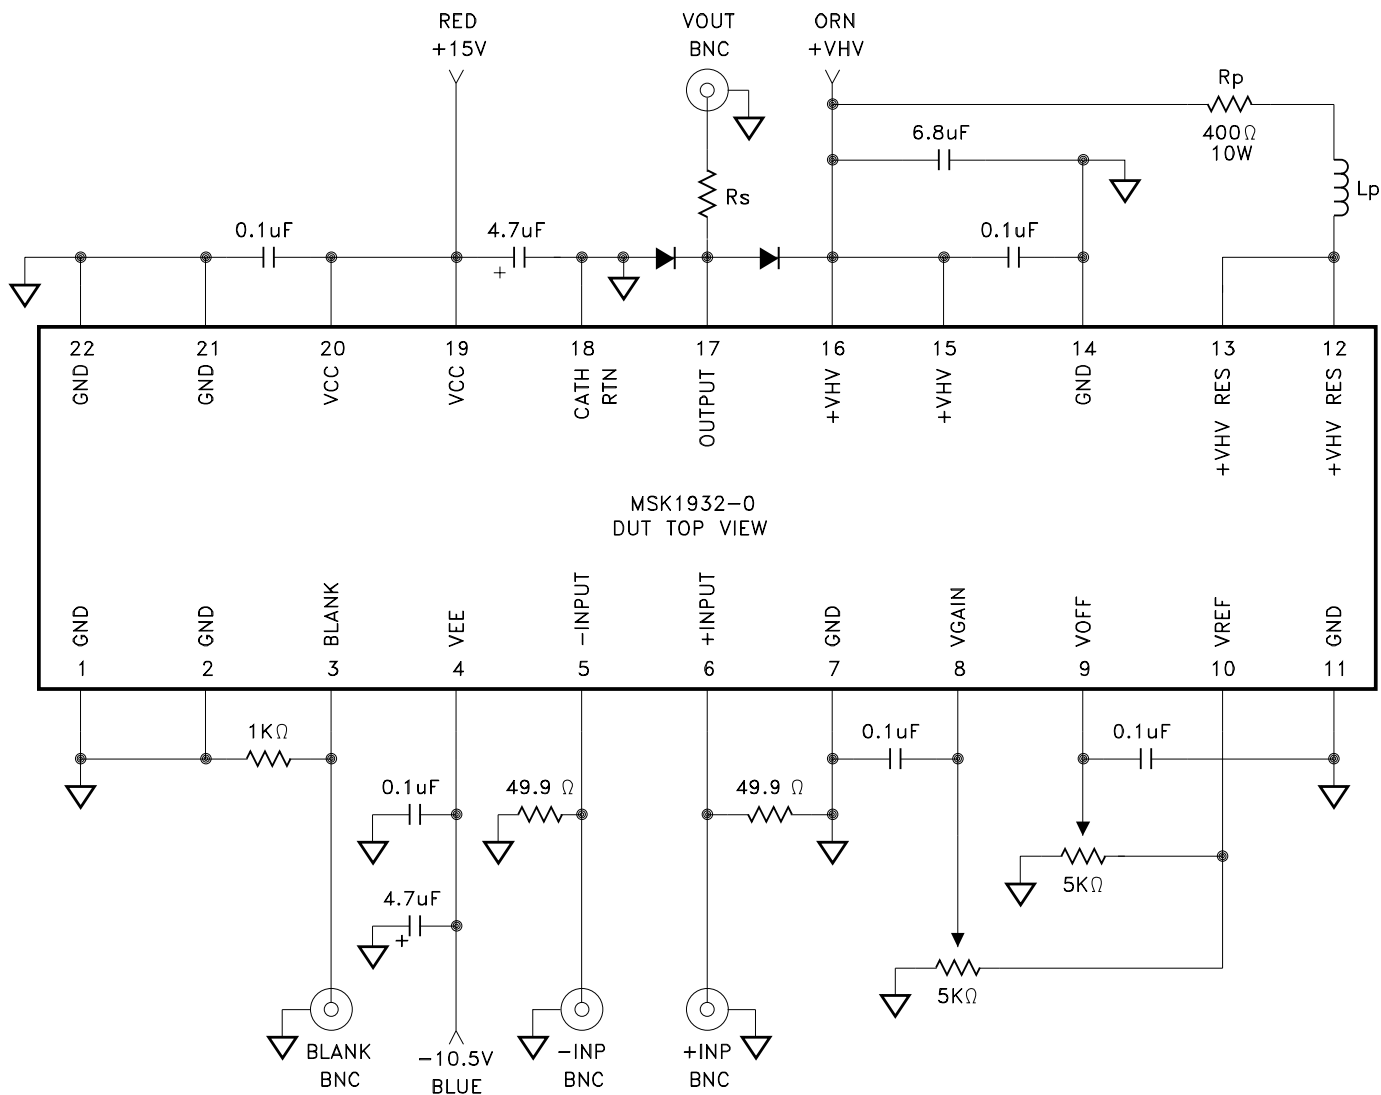 RED
+15V
VOUT
BNC
ORN
+VHV
Rp
400Ω
10W
6.8uF
Lp
Rs
0.1uF
4.7uF
+
0.1uF
22 21 20 19 18 17 16 15 14 13 12
GND
GND
VCC
VCC
CATH
RTN
OUTPUT
+VHV
+VHV
GND
+VHV RES
+VHV RES
MSK1932-0
DUT TOP VIEW
GND
GND
BLANK
VEE
-INPUT
+INPUT
GND
VGAIN
VOFF
VREF
GND
1 2 3 4 5 6 7 8 9 10 11
1KΩ
0.1uF
0.1uF
0.1uF
49.9 Ω
49.9 Ω
5KΩ
4.7uF
+
5KΩ
BLANK
BNC
-10.5V
BLUE
-INP
BNC
+INP
BNC